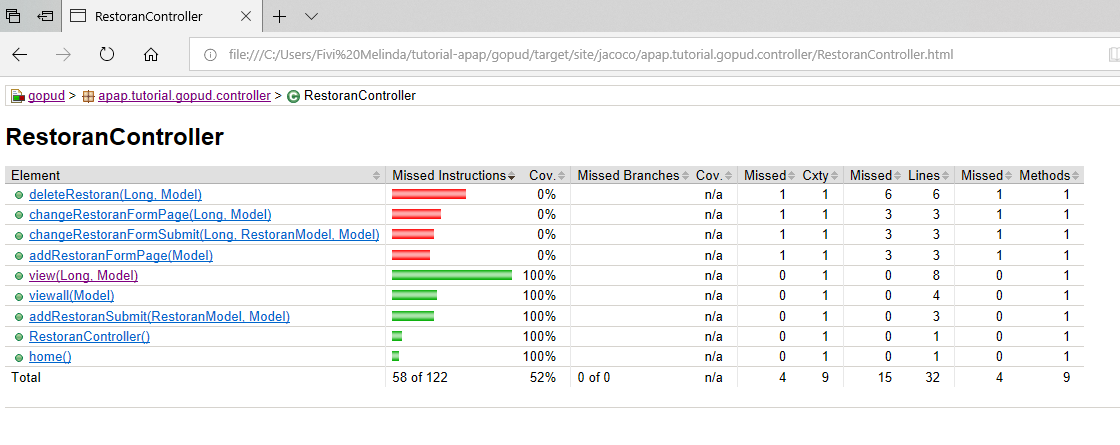 RestoranController
file:///C:/Users/Fivi%20Melinda/tutorial-apap/gopud/target/site/jacoco/apap.tutorial.gopud.controller/RestoranController.html
gopud > apap.tutorial.gopud.controller > RestoranController
RestoranController
Element Missed Instructions Cov. Missed Branches Cov. Missed Cxty Missed Lines Missed Methods
deleteRestoran(Long, Model) 0% n/a 1 1 6 6 1 1
changeRestoranFormPage(Long, Model) 0% n/a 1 1 3 3 1 1
changeRestoranFormSubmit(Long, RestoranModel, Model) 0% n/a 1 1 3 3 1 1
addRestoranFormPage(Model) 0% n/a 1 1 3 3 1 1
view(Long, Model) 100% n/a 0 1 0 8 0 1
viewall(Model) 100% n/a 0 1 0 4 0 1
addRestoranSubmit(RestoranModel, Model) 100% n/a 0 1 0 3 0 1
RestoranController() 100% n/a 0 1 0 1 0 1
home() 100% n/a 0 1 0 1 0 1
Total 58 of 122 52% 0 of 0 n/a 4 9 15 32 4 9